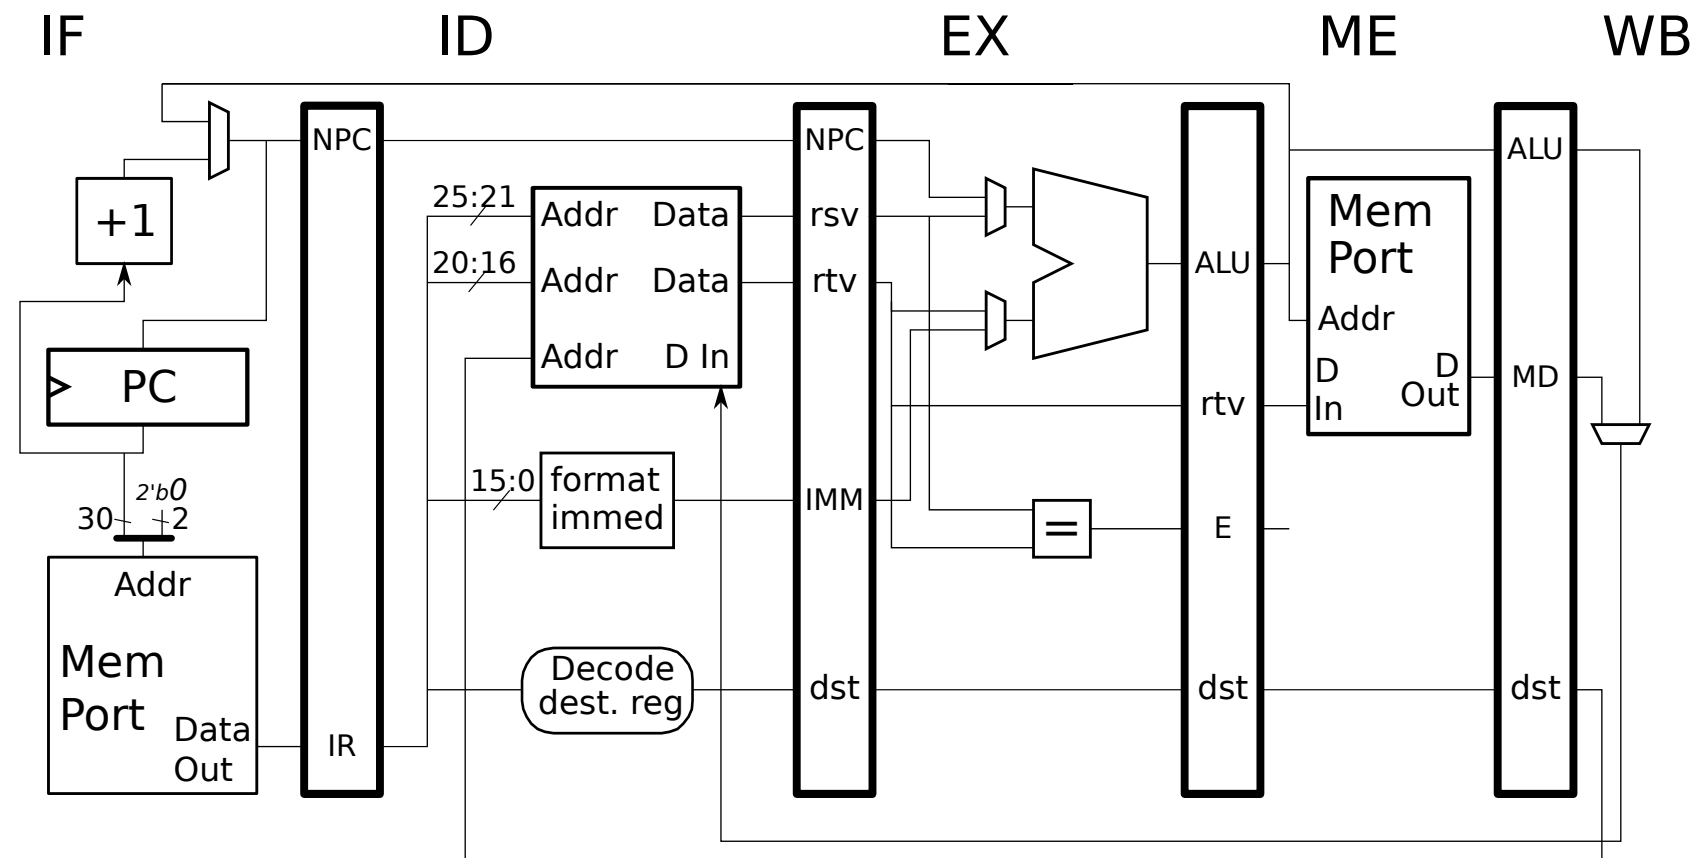 IF
ID
EX
ME
WB
+1
PC
2'b0
30
2
Addr
Mem
Port
Data
Out
NPC
IR
25:21
20:16
Addr
Data
Addr
Data
Addr
D In
15:0
format
immed
Decode
dest. reg
NPC
rsv
rtv
IMM
dst
=
ALU
rtv
E
dst
Mem
Port
Addr
D
In
D
Out
ALU
MD
dst